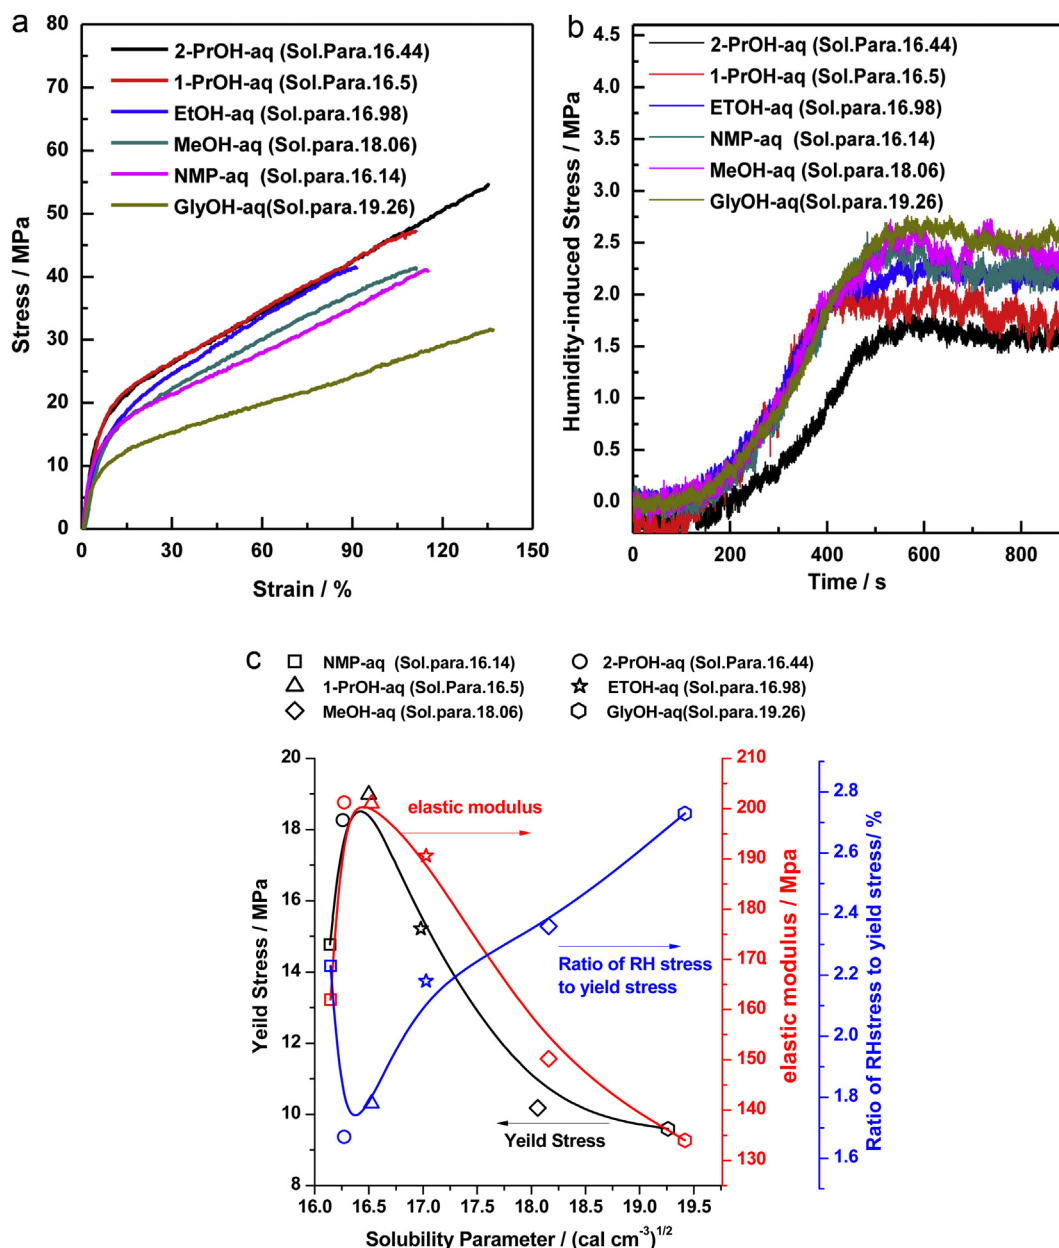 a
80
70
60
50
40
30
20
10
0
Stress / MPa
2-PrOH-aq (Sol.Para.16.44)
1-PrOH-aq (Sol.Para.16.5)
EtOH-aq (Sol.para.16.98)
MeOH-aq (Sol.para.18.06)
NMP-aq (Sol.para.16.14)
GlyOH-aq(Sol.para.19.26)
0 30 60 90 120 150
Strain / %
b
4.5
4.0
3.5
3.0
2.5
2.0
1.5
1.0
0.5
0.0
Humidity-induced Stress / MPa
2-PrOH-aq (Sol.Para.16.44)
1-PrOH-aq (Sol.Para.16.5)
ETOH-aq (Sol.para.16.98)
NMP-aq (Sol.para.16.14)
MeOH-aq (Sol.para.18.06)
GlyOH-aq(Sol.para.19.26)
0 200 400 600 800
Time / s
c
NMP-aq (Sol.para.16.14)
2-PrOH-aq (Sol.Para.16.44)
1-PrOH-aq (Sol.Para.16.5)
ETOH-aq (Sol.para.16.98)
MeOH-aq (Sol.para.18.06)
GlyOH-aq(Sol.para.19.26)
20
18
16
14
12
10
8
Yeild Stress / MPa
elastic modulus
Ratio of RH stress
to yield stress
Yeild Stress
210
200
190
180
170
160
150
140
130
elastic modulus / Mpa
2.8
2.6
2.4
2.2
2.0
1.8
1.6
Ratio of RHstress to yield stress/ %
16.0 16.5 17.0 17.5 18.0 18.5 19.0 19.5
Solubility Parameter / (cal cm⁻³)¹/²